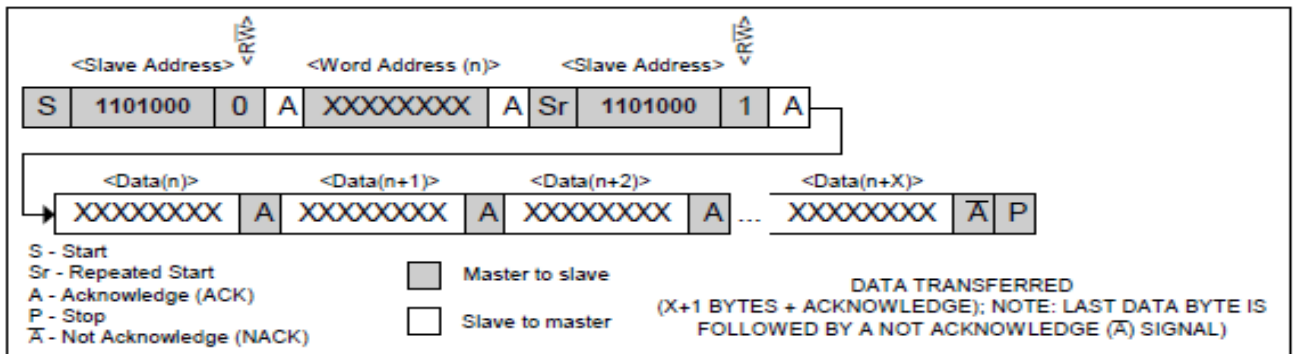 <RW> <RW>
<Slave Address> <Word Address (n)> <Slave Address>
S 1101000 0 A XXXXXXXX A Sr 1101000 1 A
<Data(n)> <Data(n+1)> <Data(n+2)> <Data(n+X)>
XXXXXXXX A XXXXXXXX A XXXXXXXX A ... XXXXXXXX A̅ P
S - Start
Sr - Repeated Start
A - Acknowledge (ACK)
P - Stop
A̅ - Not Acknowledge (NACK)
Master to slave
Slave to master
DATA TRANSFERRED
(X+1 BYTES + ACKNOWLEDGE); NOTE: LAST DATA BYTE IS
FOLLOWED BY A NOT ACKNOWLEDGE (A̅) SIGNAL)